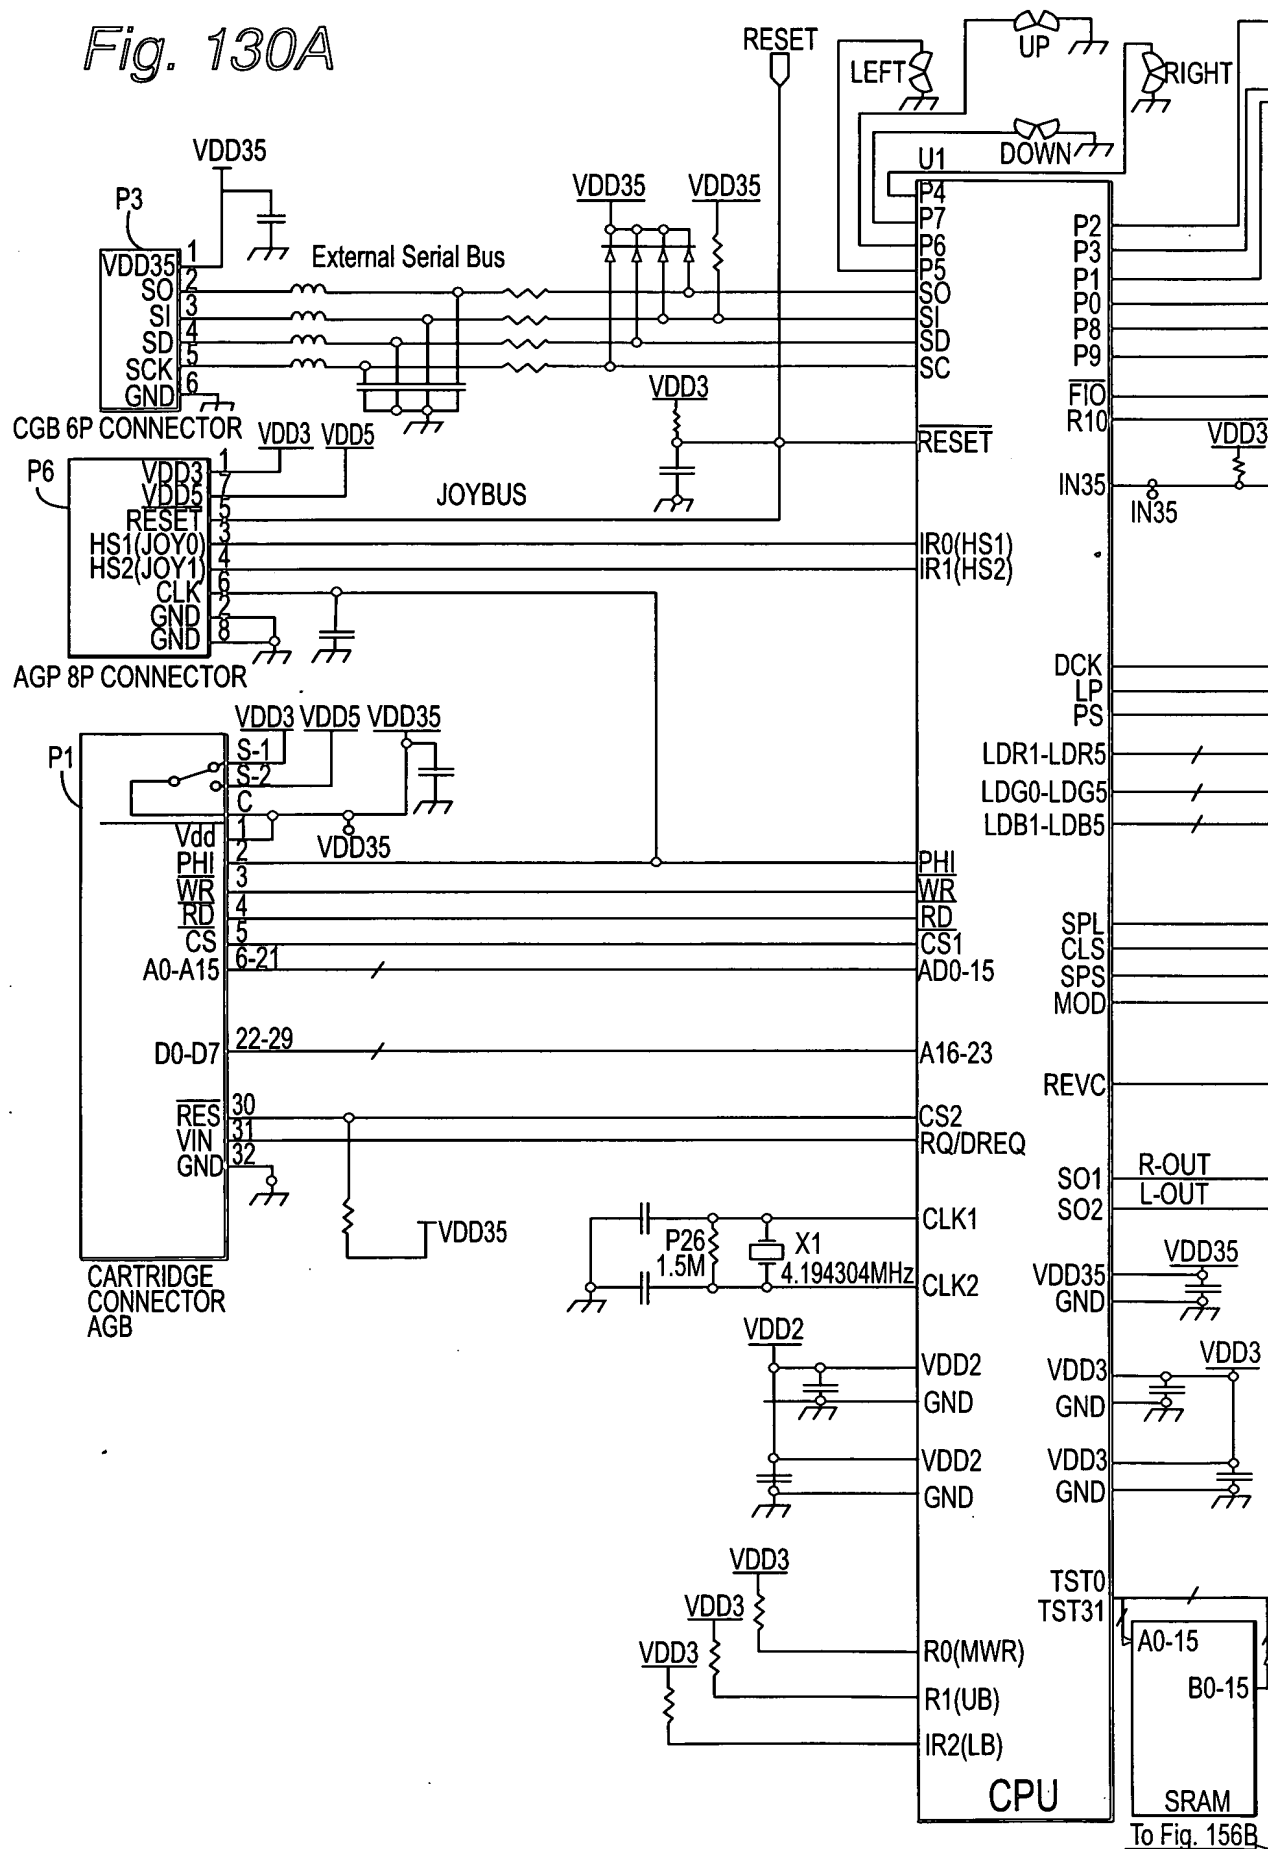 Fig. 130A
RESET
LEFT
UP
RIGHT
DOWN
VDD35
P3
External Serial Bus
VDD35
VDD35
VDD35 1
SO 2
SI 3
SD 4
SCK 5
GND 6
CGB 6P CONNECTOR
VDD3
VDD3
VDD5
P6
JOYBUS
VDD3 1
VDD5 7
RESET 5
HS1(JOY0) 3
HS2(JOY1) 4
CLK 6
GND 2
GND 8
AGP 8P CONNECTOR
VDD3
VDD5
VDD35
P1
S-1
S-2
C
VDD35
Vdd 1
PHI 2
WR 3
RD 4
CS 5
A0-A15 6-21
D0-D7 22-29
RES 30
VIN 31
GND 32
VDD35
CARTRIDGE
CONNECTOR
AGB
P26
1.5M
X1
4.194304MHz
VDD2
VDD3
VDD3
VDD3
U1
P4
P7
P6
P5
SO
SI
SD
SC
RESET
IR0(HS1)
IR1(HS2)
PHI
WR
RD
CS1
AD0-15
A16-23
CS2
RQ/DREQ
CLK1
CLK2
VDD2
GND
VDD2
GND
R0(MWR)
R1(UB)
IR2(LB)
CPU
P2
P3
P1
P0
P8
P9
FIO
R10
VDD3
IN35
IN35
DCK
LP
PS
LDR1-LDR5
LDG0-LDG5
LDB1-LDB5
SPL
CLS
SPS
MOD
REVC
SO1 R-OUT
SO2 L-OUT
VDD35
VDD35
GND
VDD3
VDD3
GND
VDD3
GND
TST0
TST31
A0-15
B0-15
SRAM
To Fig. 156B